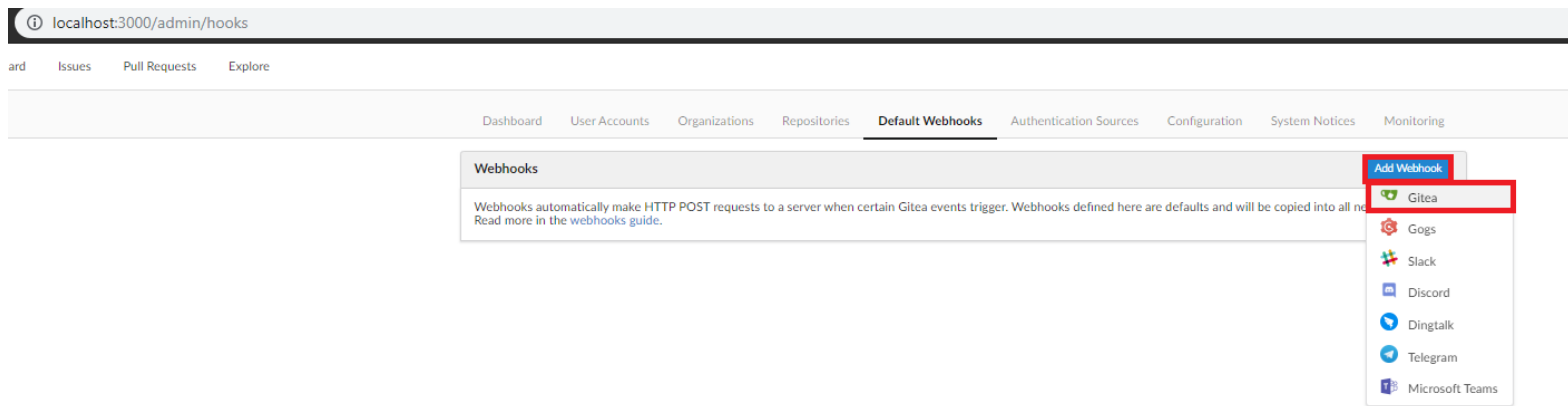 localhost:3000/admin/hooks
ard Issues Pull Requests Explore
Dashboard User Accounts Organizations Repositories Default Webhooks Authentication Sources Configuration System Notices Monitoring
Webhooks Add Webhook
Webhooks automatically make HTTP POST requests to a server when certain Gitea events trigger. Webhooks defined here are defaults and will be copied into all ne
Read more in the webhooks guide.
Gitea
Gogs
Slack
Discord
Dingtalk
Telegram
Microsoft Teams